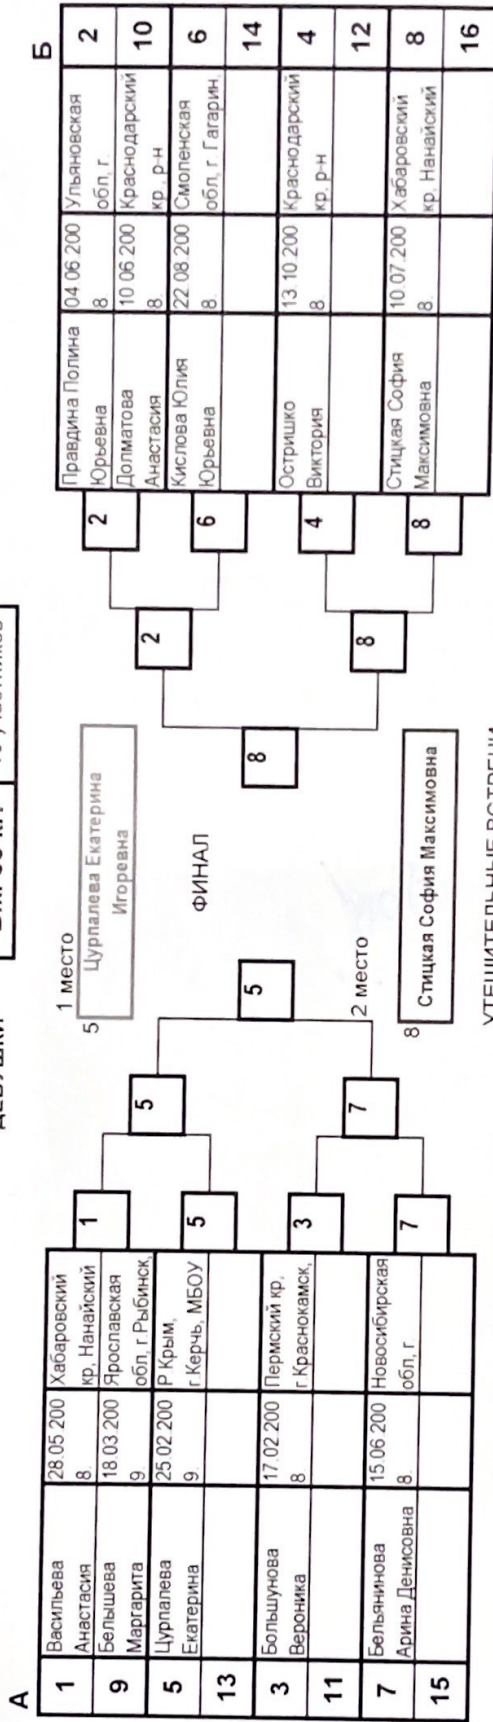 А
1 Васильева Анастасия 28.05.200 8. Хабаровский кр, Нанайский
9 Белышева Маргарита 18.03.200 9 Ярославская обл, г.Рыбинск,
5 Цурпалева Екатерина 25.02.200 9. Р.Крым, г.Керчь, МБОУ
13
3 Большунова Вероника 17.02.200 8 Пермский кр, г.Краснокамск,
11
7 Бельянинова Арина Денисовна 15.06.200 8 Новосибирская обл, г.
15
1
5
3
7
5
7
5
1 место
5 Цурпалева Екатерина
Игоревна
ФИНАЛ
2 место
8 Стицкая София Максимовна
8
2
8
2
6
4
8
Б
Правдина Полина Юрьевна 04.06.200 8. Ульяновская обл, г. 2
Долматова Анастасия 10.06.200 8. Краснодарский кр., р-н 10
Кислова Юлия Юрьевна 22.08.200 8. Смоленская обл, г. Гагарин, 6
14
Остришко Виктория 13.10.200 8 Краснодарский кр, р-н 4
12
Стицкая София Максимовна 10.07.200 8. Хабаровский кр, Нанайский 8
16
УТЕШИТЕЛЬНЫЕ ВСТРЕЧИ